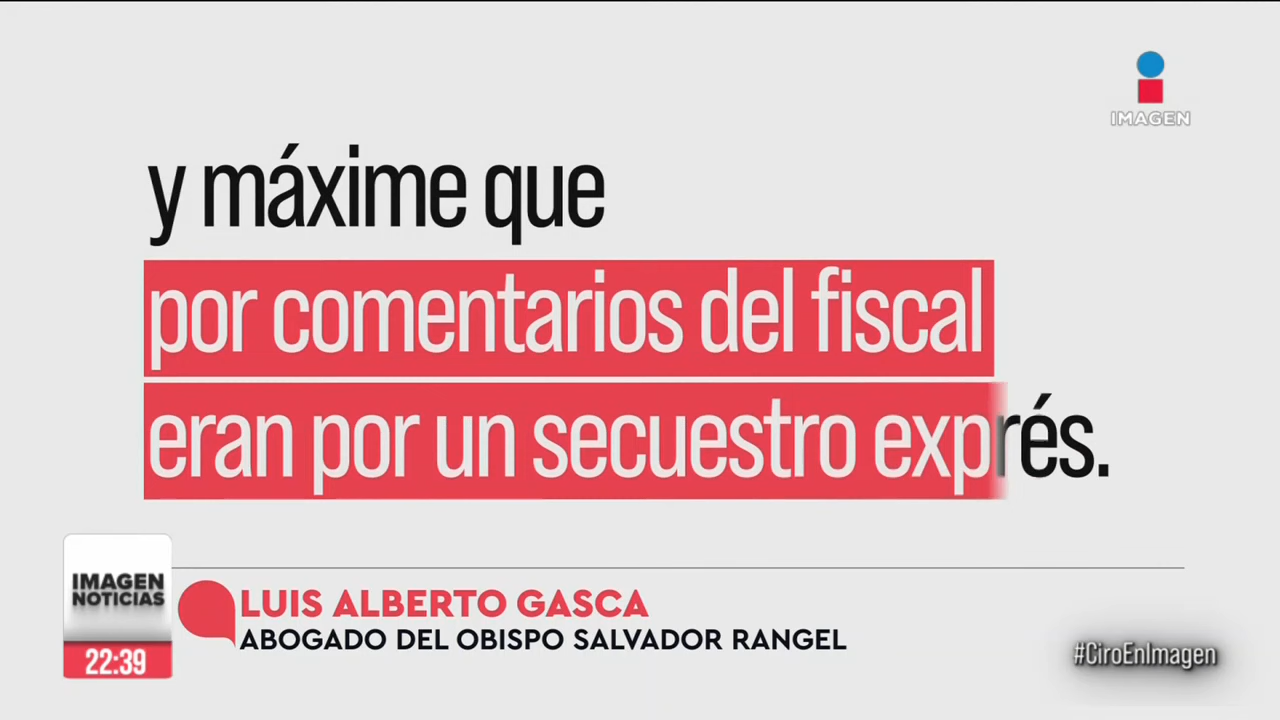 IMAGEN
y máxime que
por comentarios del fiscal
eran por un secuestro exprés.
IMAGEN
NOTICIAS
22:39
LUIS ALBERTO GASCA
ABOGADO DEL OBISPO SALVADOR RANGEL
#CiroEnImagen